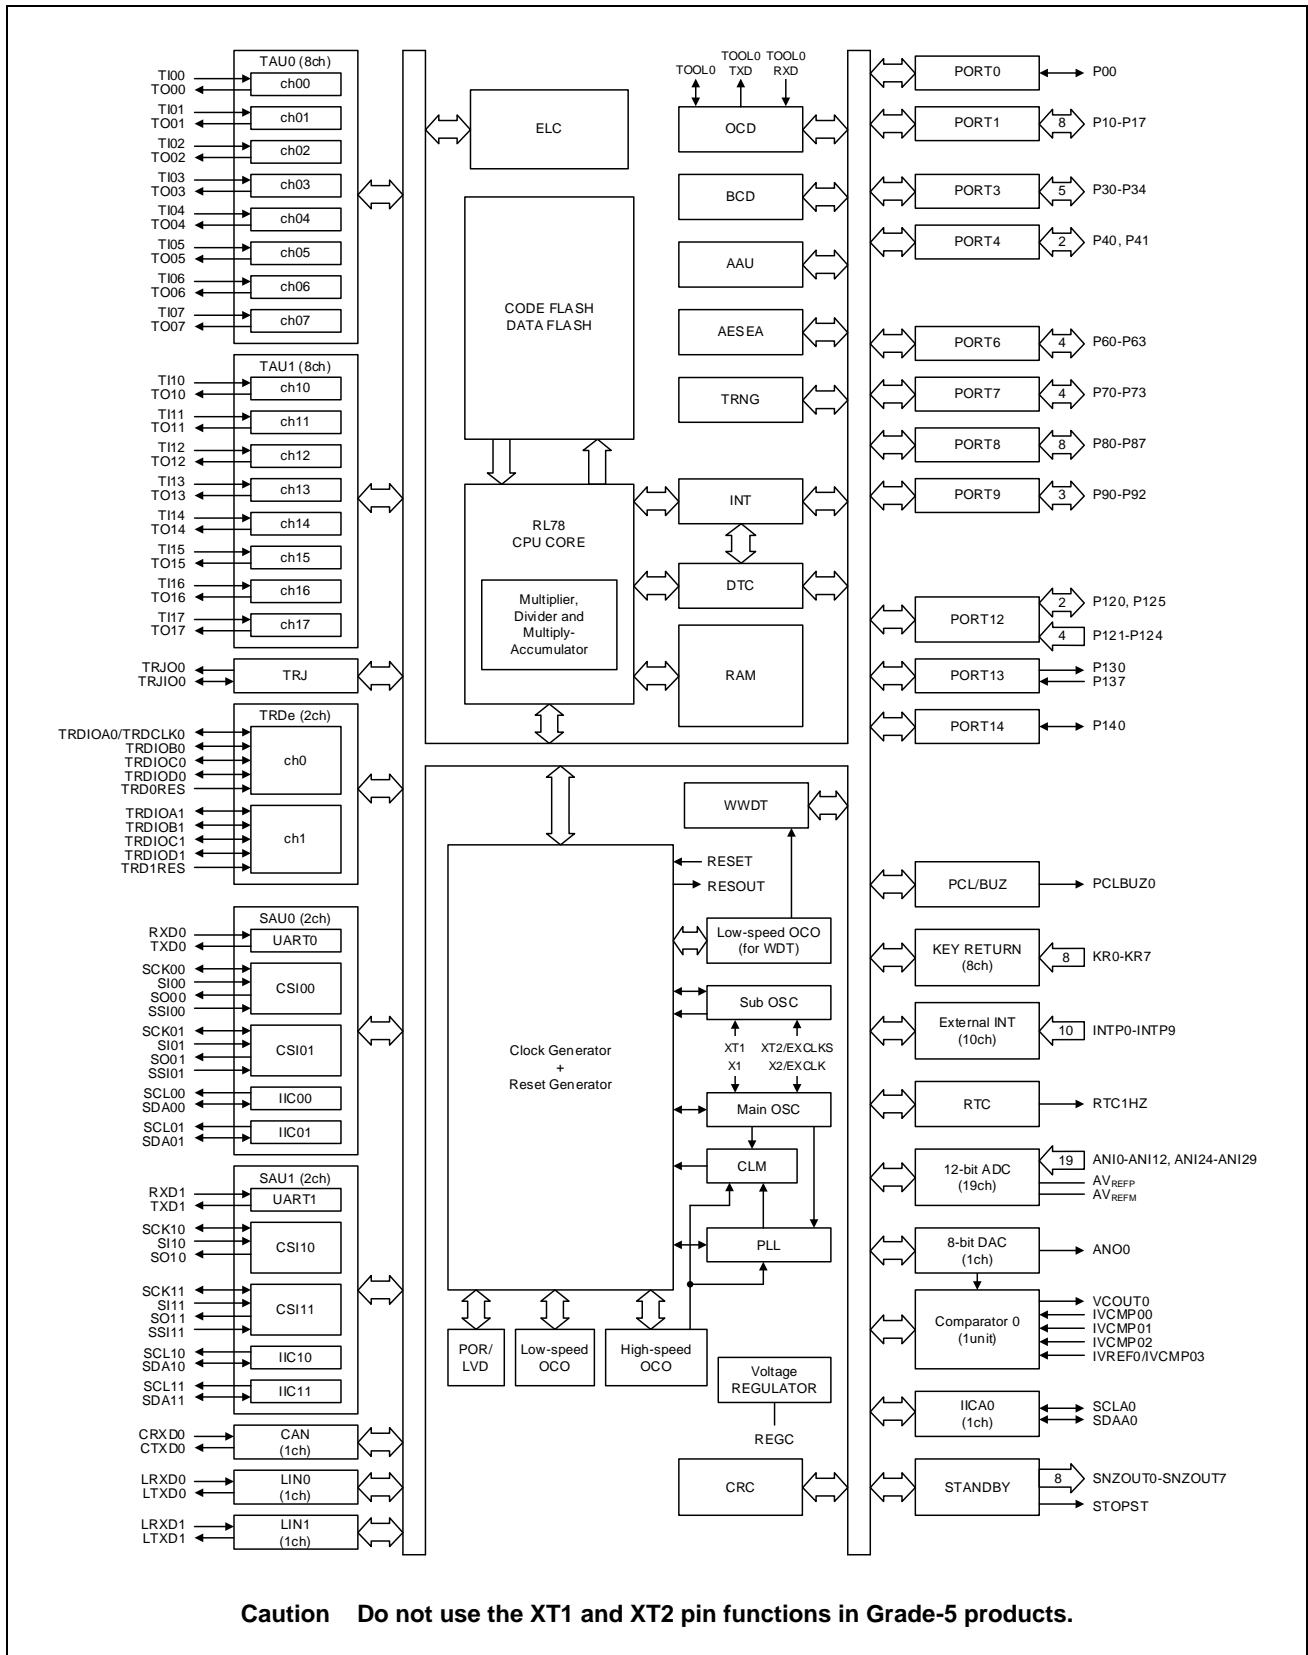 TAU0 (8ch)
TI00
TO00
ch00
TI01
TO01
ch01
TI02
TO02
ch02
TI03
TO03
ch03
TI04
TO04
ch04
TI05
TO05
ch05
TI06
TO06
ch06
TI07
TO07
ch07
TAU1 (8ch)
TI10
TO10
ch10
TI11
TO11
ch11
TI12
TO12
ch12
TI13
TO13
ch13
TI14
TO14
ch14
TI15
TO15
ch15
TI16
TO16
ch16
TI17
TO17
ch17
TRJO0
TRJIO0
TRJ
TRDe (2ch)
TRDIOA0/TRDCLK0
TRDIOB0
TRDIOC0
TRDIOD0
TRD0RES
ch0
TRDIOA1
TRDIOB1
TRDIOC1
TRDIOD1
TRD1RES
ch1
SAU0 (2ch)
RXD0
TXD0
UART0
SCK00
SI00
SO00
SSI00
CSI00
SCK01
SI01
SO01
SSI01
CSI01
SCL00
SDA00
IIC00
SCL01
SDA01
IIC01
SAU1 (2ch)
RXD1
TXD1
UART1
SCK10
SI10
SO10
CSI10
SCK11
SI11
SO11
SSI11
CSI11
SCL10
SDA10
IIC10
SCL11
SDA11
IIC11
CRXD0
CTXD0
CAN
(1ch)
LRXD0
LTXD0
LIN0
(1ch)
LRXD1
LTXD1
LIN1
(1ch)
ELC
CODE FLASH
DATA FLASH
RL78
CPU CORE
Multiplier,
Divider and
Multiply-
Accumulator
TOOL0
TOOL0
TXD
TOOL0
RXD
OCD
BCD
AAU
AESEA
TRNG
INT
DTC
RAM
WWDT
RESET
RESOUT
Low-speed OCO
(for WDT)
Sub OSC
XT1
XT2/EXCLKS
X1
X2/EXCLK
Clock Generator
+
Reset Generator
Main OSC
CLM
PLL
POR/
LVD
Low-speed
OCO
High-speed
OCO
Voltage
REGULATOR
REGC
CRC
PORT0
P00
PORT1
8
P10-P17
PORT3
5
P30-P34
PORT4
2
P40, P41
PORT6
4
P60-P63
PORT7
4
P70-P73
PORT8
8
P80-P87
PORT9
3
P90-P92
PORT12
2
P120, P125
4
P121-P124
PORT13
P130
P137
PORT14
P140
PCL/BUZ
PCLBUZ0
KEY RETURN
(8ch)
8
KR0-KR7
External INT
(10ch)
10
INTP0-INTP9
RTC
RTC1HZ
12-bit ADC
(19ch)
19
ANI0-ANI12, ANI24-ANI29
AVREFP
AVREFM
8-bit DAC
(1ch)
ANO0
Comparator 0
(1unit)
VCOUT0
IVCMP00
IVCMP01
IVCMP02
IVREF0/IVCMP03
IICA0
(1ch)
SCLA0
SDAA0
STANDBY
8
SNZOUT0-SNZOUT7
STOPST
Caution Do not use the XT1 and XT2 pin functions in Grade-5 products.